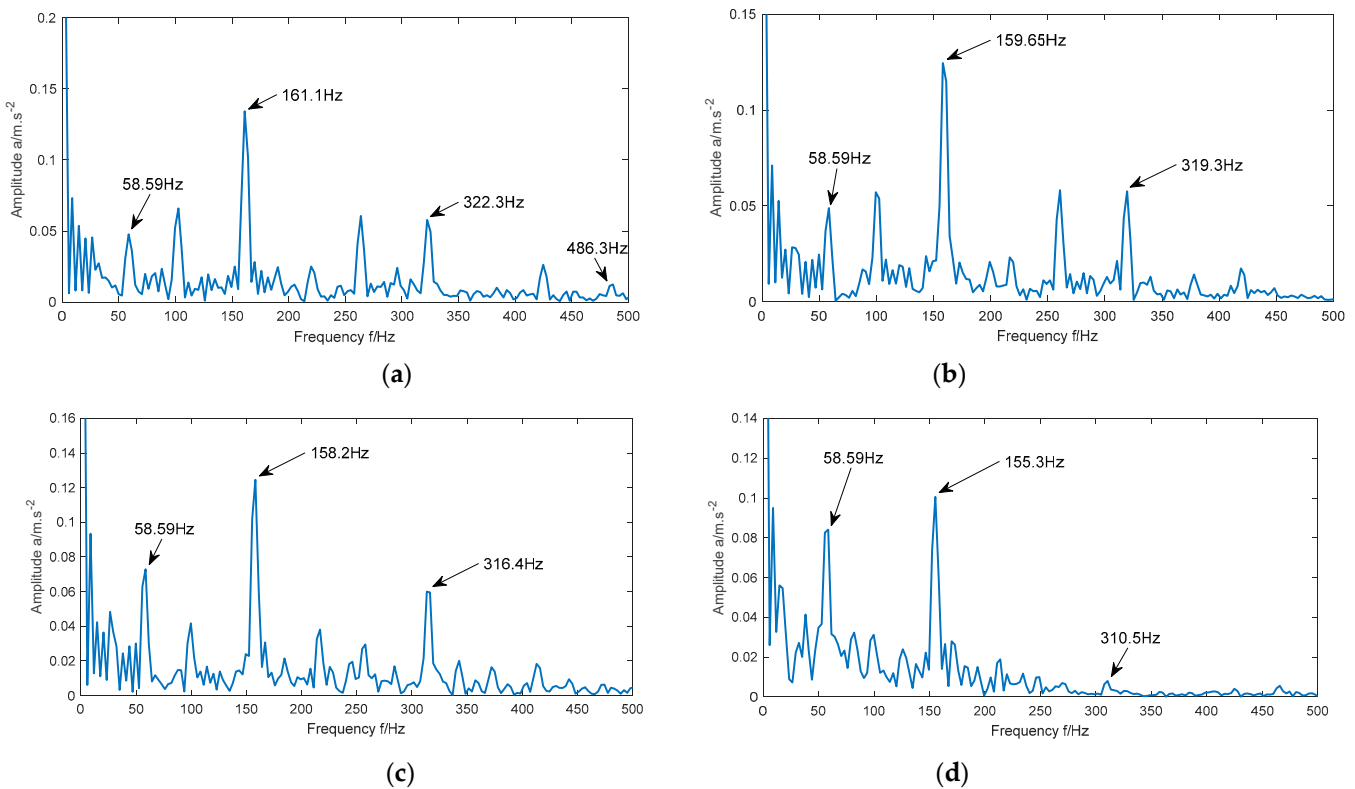 0.2
0.15
0.1
0.05
0
Amplitude a/m.s-2
58.59Hz
161.1Hz
322.3Hz
486.3Hz
0 50 100 150 200 250 300 350 400 450 500
Frequency f/Hz
(a)
0.15
0.1
0.05
0
Amplitude a/m.s-2
58.59Hz
159.65Hz
319.3Hz
0 50 100 150 200 250 300 350 400 450 500
Frequency f/Hz
(b)
0.16
0.14
0.12
0.1
0.08
0.06
0.04
0.02
0
Amplitude a/m.s-2
58.59Hz
158.2Hz
316.4Hz
0 50 100 150 200 250 300 350 400 450 500
Frequency f/Hz
(c)
0.14
0.12
0.1
0.08
0.06
0.04
0.02
0
Amplitude a/m.s-2
58.59Hz
155.3Hz
310.5Hz
0 50 100 150 200 250 300 350 400 450 500
Frequency f/Hz
(d)